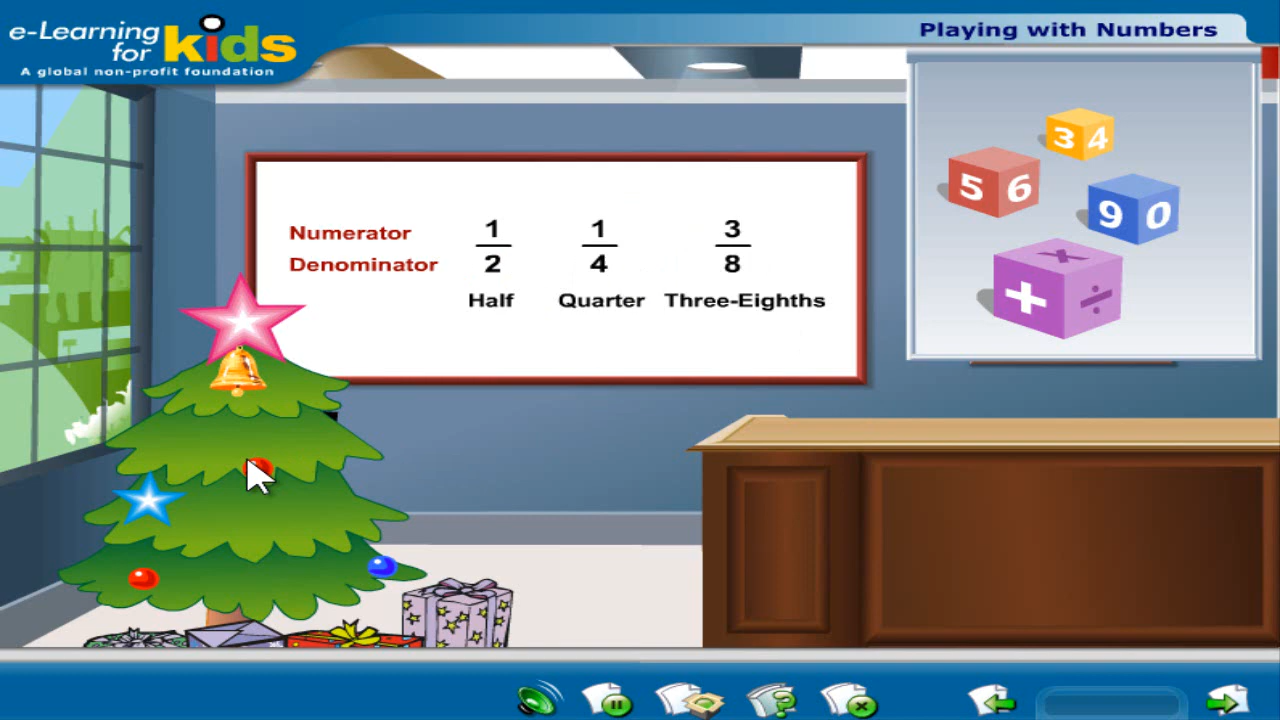 e-Learning
for kids
A global non-profit foundation
Playing with Numbers
3 4
5 6
9 0
+ × ÷
Numerator 1 1 3
Denominator 2 4 8
Half Quarter Three-Eighths